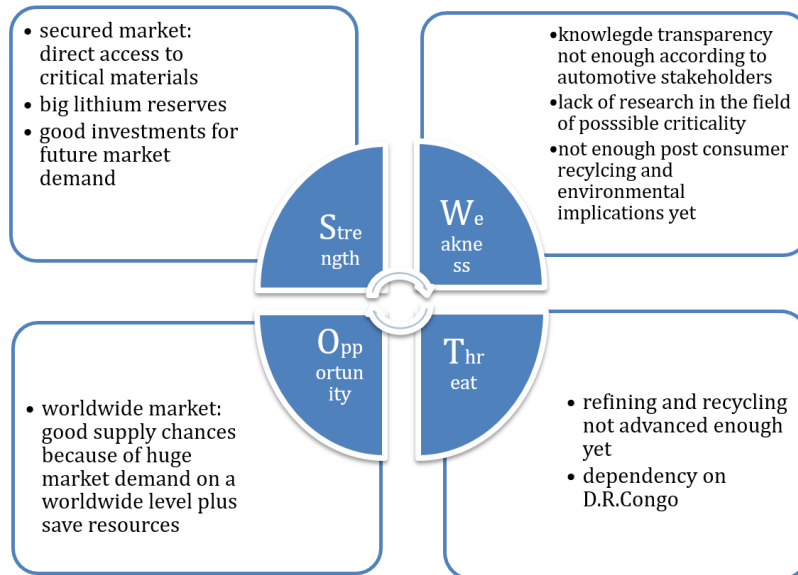 • secured market:
direct access to
critical materials
• big lithium reserves
• good investments for
future market
demand
•knowlegde transparency
not enough according to
automotive stakeholders
•lack of research in the field
of posssible criticality
•not enough post consumer
recylcing and
environmental
implications yet
Stre
ngth
We
akne
ss
Opp
ortun
ity
Thr
eat
• worldwide market:
good supply chances
because of huge
market demand on a
worldwide level plus
save resources
• refining and recycling
not advanced enough
yet
• dependency on
D.R.Congo